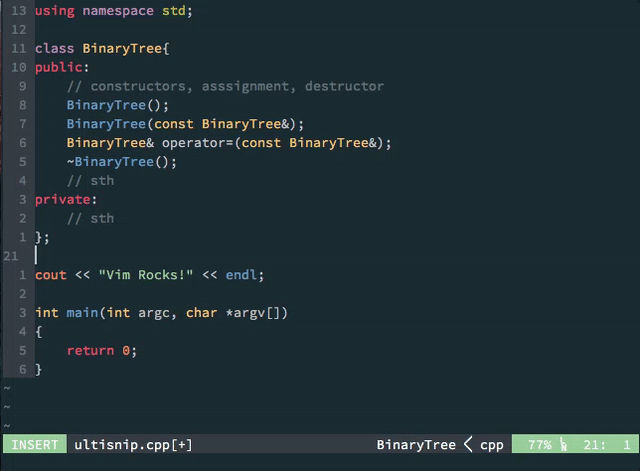 13 using namespace std;
12
11 class BinaryTree{
10 public:
9     // constructors, asssignment, destructor
8     BinaryTree();
7     BinaryTree(const BinaryTree&);
6     BinaryTree& operator=(const BinaryTree&);
5     ~BinaryTree();
4     // sth
3 private:
2     // sth
1 };
21
1 cout << "Vim Rocks!" << endl;
2
3 int main(int argc, char *argv[])
4 {
5     return 0;
6 }
~
~
~
INSERT ultisnip.cpp[+] BinaryTree < cpp 77% ␤ 21: 1